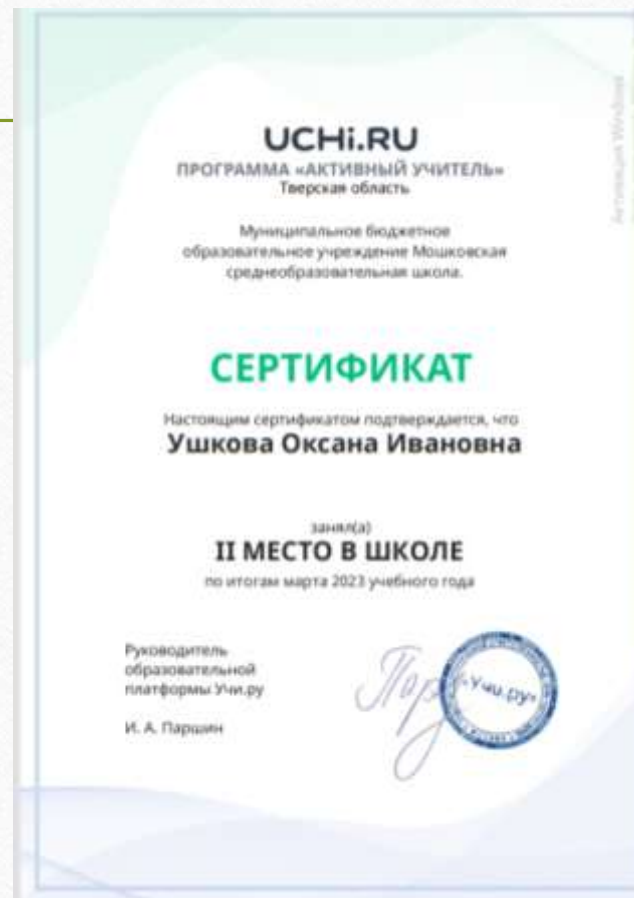 UCHi.RU
ПРОГРАММА «АКТИВНЫЙ УЧИТЕЛЬ»
Тверская область
Муниципальное бюджетное
образовательное учреждение Мошковская
среднеобразовательная школа.
СЕРТИФИКАТ
Настоящим сертификатом подтверждается, что
Ушкова Оксана Ивановна
занял(а)
II МЕСТО В ШКОЛЕ
по итогам марта 2023 учебного года
Руководитель
образовательной
платформы Учи.ру
И. А. Паршин
«Учи.ру»
Активация Windows